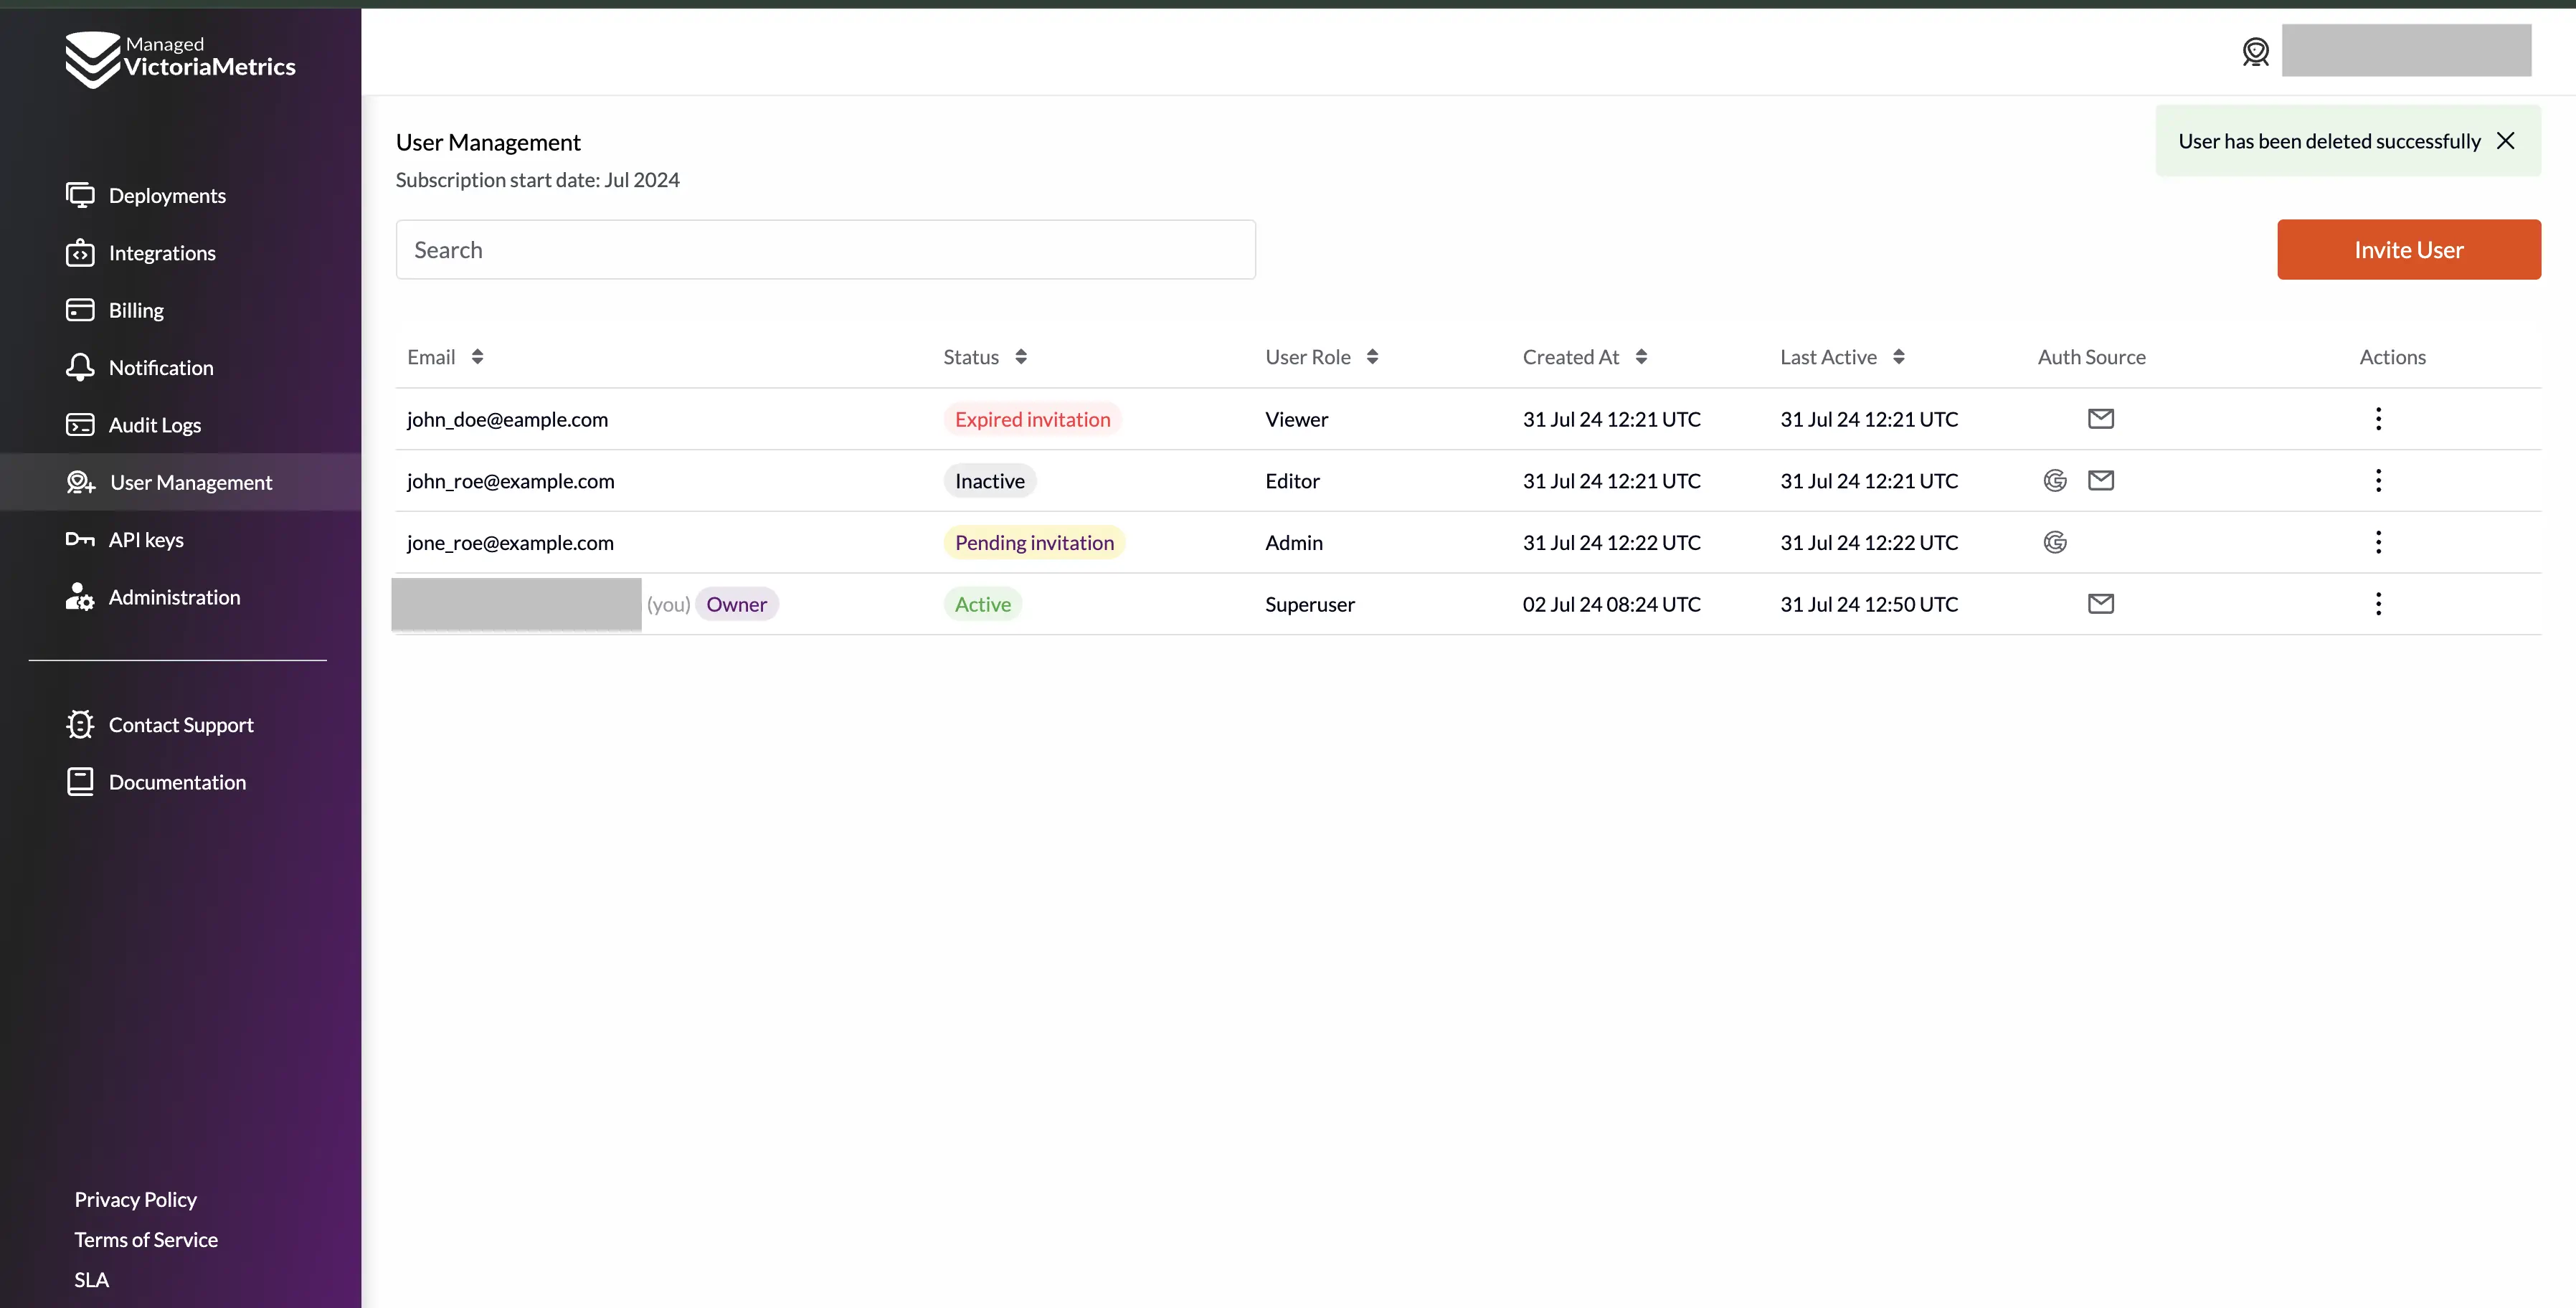 Managed
VictoriaMetrics
Deployments
Integrations
Billing
Notification
Audit Logs
User Management
API keys
Administration
Contact Support
Documentation
Privacy Policy
Terms of Service
SLA
User Management
Subscription start date: Jul 2024
User has been deleted successfully
Search
Invite User
Email Status User Role Created At Last Active Auth Source Actions
john_doe@eample.com Expired invitation Viewer 31 Jul 24 12:21 UTC 31 Jul 24 12:21 UTC
john_roe@example.com Inactive Editor 31 Jul 24 12:21 UTC 31 Jul 24 12:21 UTC
jone_roe@example.com Pending invitation Admin 31 Jul 24 12:22 UTC 31 Jul 24 12:22 UTC
(you) Owner Active Superuser 02 Jul 24 08:24 UTC 31 Jul 24 12:50 UTC